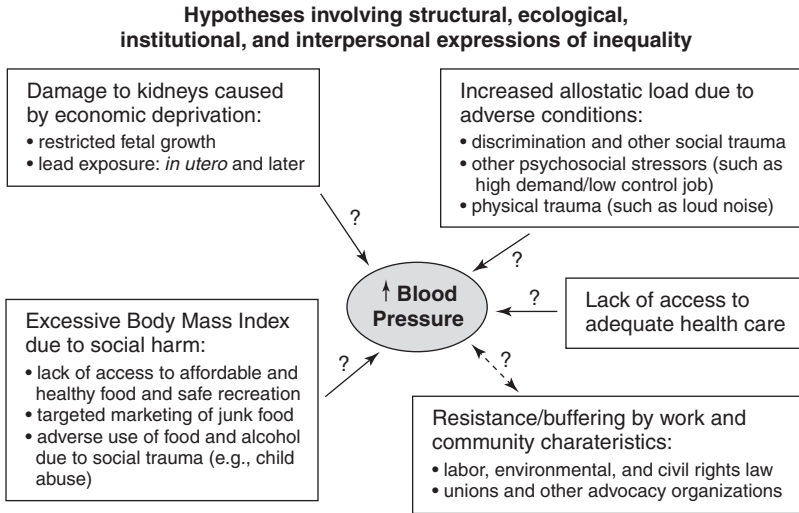 Hypotheses involving structural, ecological,
institutional, and interpersonal expressions of inequality
Damage to kidneys caused
by economic deprivation:
• restricted fetal growth
• lead exposure: in utero and later
Increased allostatic load due to
adverse conditions:
• discrimination and other social trauma
• other psychosocial stressors (such as
high demand/low control job)
• physical trauma (such as loud noise)
?
?
↑ Blood
Pressure
?
Lack of access to
adequate health care
Excessive Body Mass Index
due to social harm:
• lack of access to affordable and
healthy food and safe recreation
• targeted marketing of junk food
• adverse use of food and alcohol
due to social trauma (e.g., child
abuse)
?
?
Resistance/buffering by work and
community charateristics:
• labor, environmental, and civil rights law
• unions and other advocacy organizations